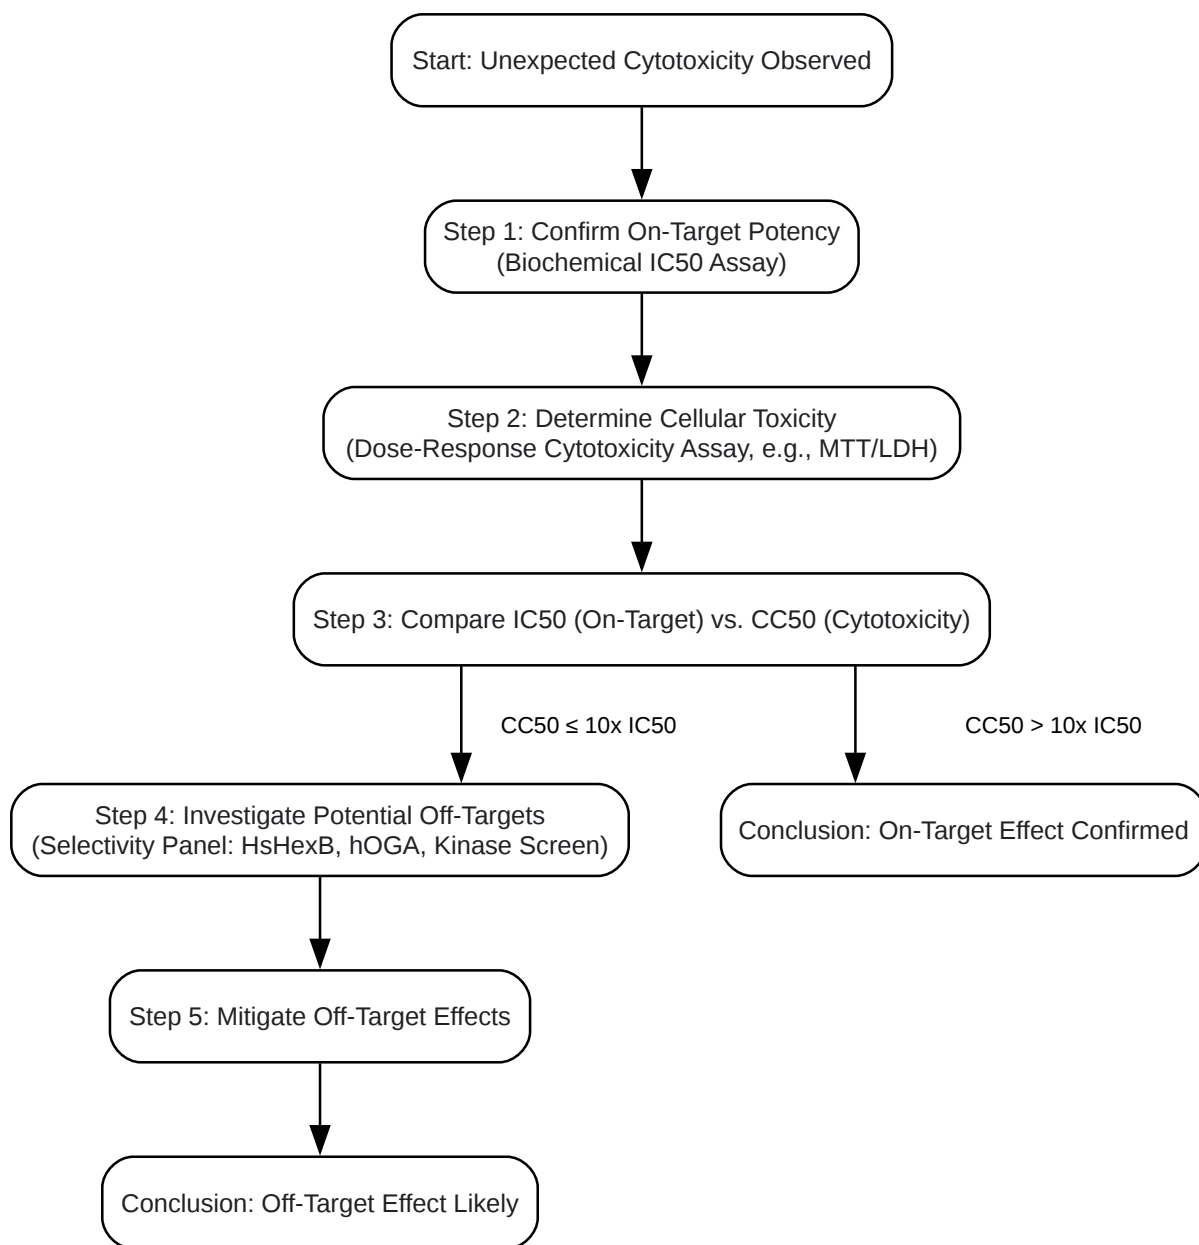 Start: Unexpected Cytotoxicity Observed
Step 1: Confirm On-Target Potency
(Biochemical IC50 Assay)
Step 2: Determine Cellular Toxicity
(Dose-Response Cytotoxicity Assay, e.g., MTT/LDH)
Step 3: Compare IC50 (On-Target) vs. CC50 (Cytotoxicity)
CC50 ≤ 10x IC50
CC50 > 10x IC50
Step 4: Investigate Potential Off-Targets
(Selectivity Panel: HsHexB, hOGA, Kinase Screen)
Conclusion: On-Target Effect Confirmed
Step 5: Mitigate Off-Target Effects
Conclusion: Off-Target Effect Likely